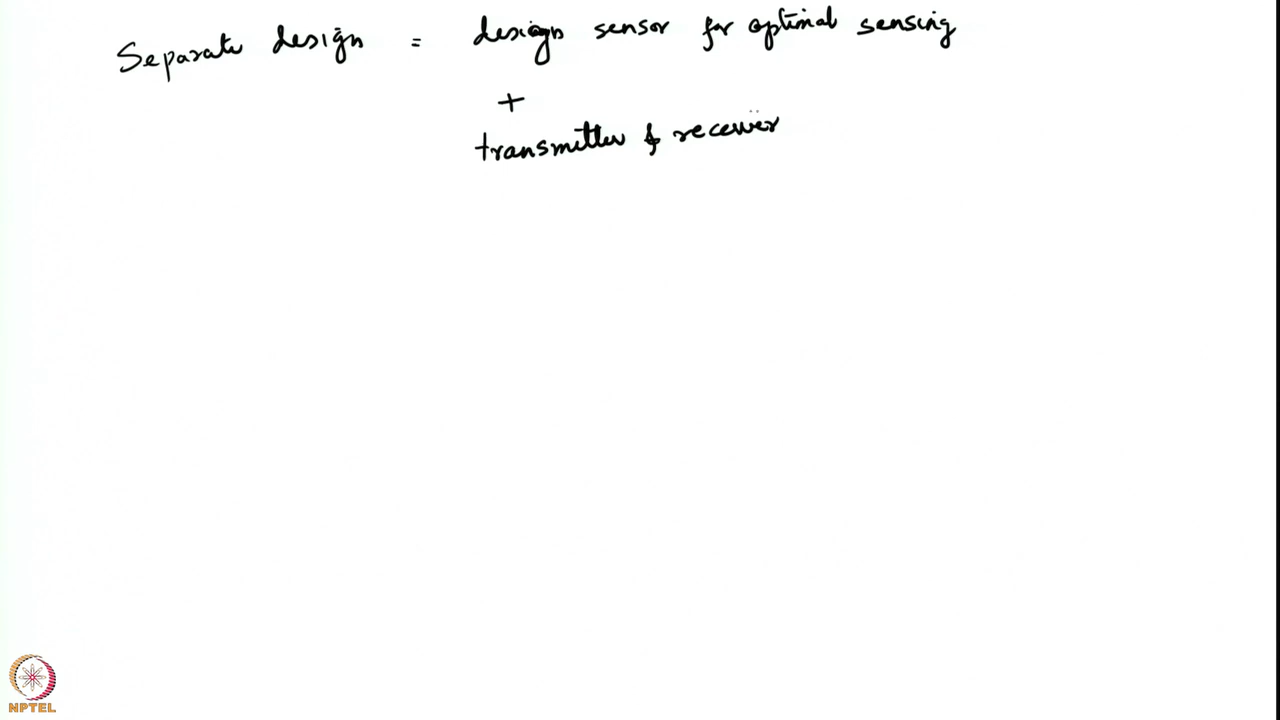 Separate design = design sensor for optimal sensing
+
transmitter & receiver
NPTEL